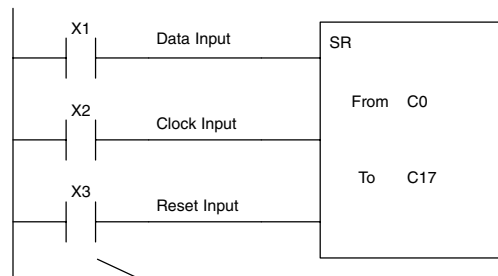 X1
Data Input
SR
From C0
X2
Clock Input
To C17
X3
Reset Input